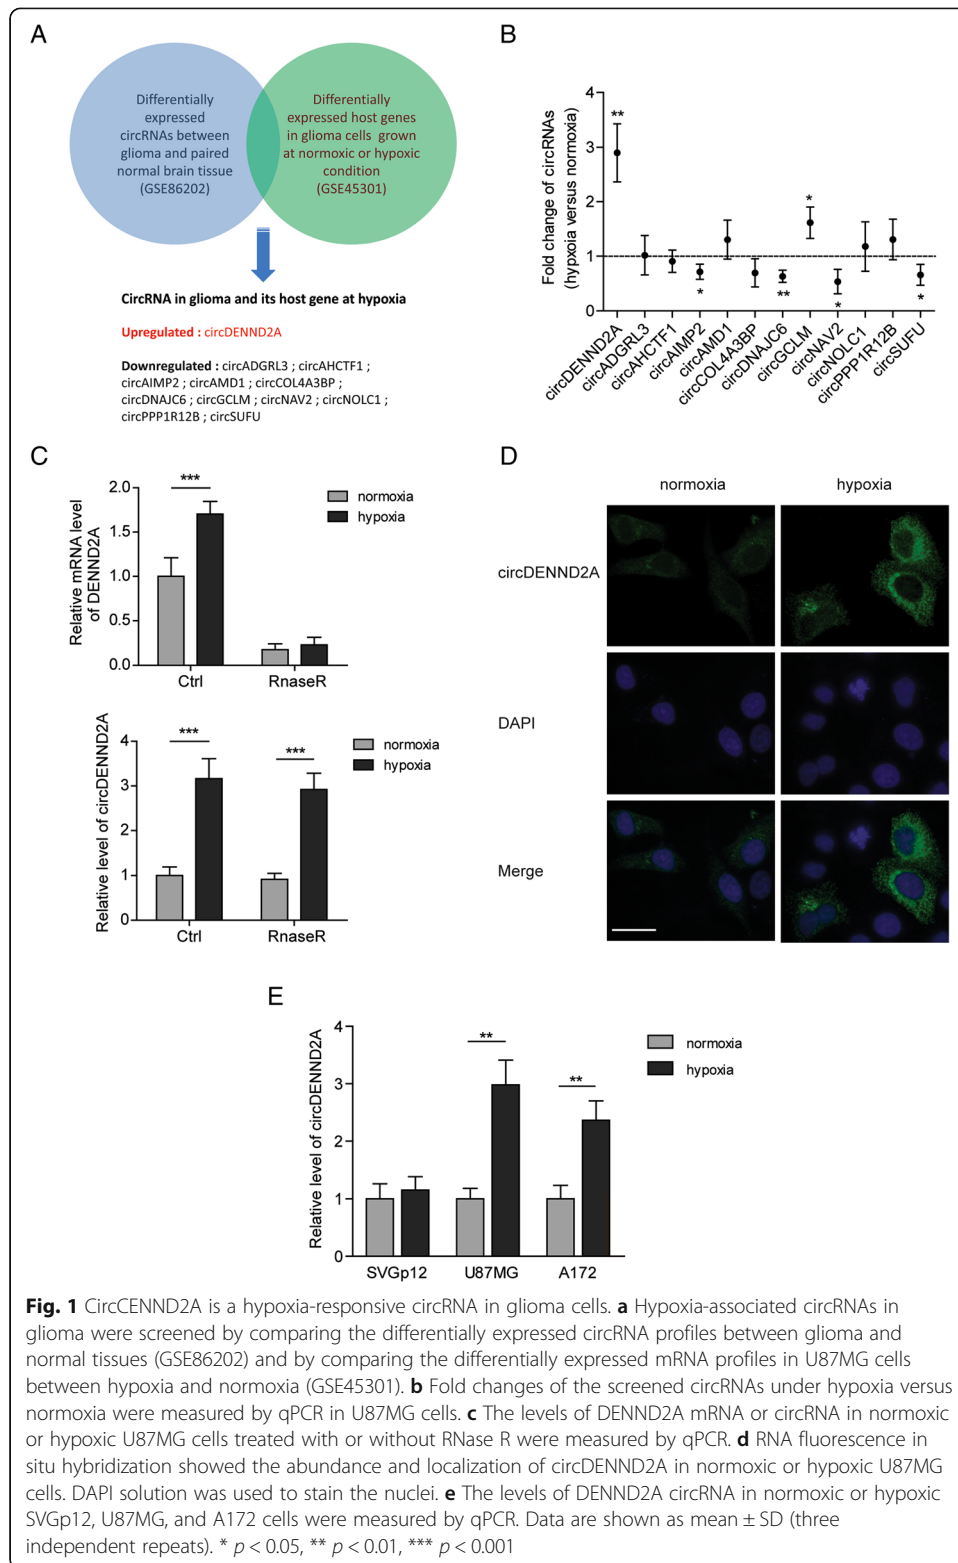 A
Differentially
expressed
circRNAs between
glioma and paired
normal brain tissue
(GSE86202)
Differentially
expressed host genes
in glioma cells grown
at normoxic or hypoxic
condition
(GSE45301)
CircRNA in glioma and its host gene at hypoxia
Upregulated : circDENND2A
Downregulated : circADGRL3 ; circAHCTF1 ;
circAIMP2 ; circAMD1 ; circCOL4A3BP ;
circDNAJC6 ; circGCLM ; circNAV2 ; circNOLC1 ;
circPPP1R12B ; circSUFU
B
Fold change of circRNAs
(hypxoia versus normoxia)
4
3
2
1
0
**
*
**
*
*
*
circDENND2A
circADGRL3
circAHCTF1
circAIMP2
circAMD1
circCOL4A3BP
circDNAJC6
circGCLM
circNAV2
circNOLC1
circPPP1R12B
circSUFU
C
Relative mRNA level
of DENND2A
2.0
1.5
1.0
0.5
0.0
***
normoxia
hypoxia
Ctrl
RnaseR
Relative level of circDENND2A
4
3
2
1
0
***
***
normoxia
hypoxia
Ctrl
RnaseR
D
normoxia
hypoxia
circDENND2A
DAPI
Merge
E
Relative level of circDENND2A
4
3
2
1
0
**
**
normoxia
hypoxia
SVGp12
U87MG
A172
Fig. 1 CircCENND2A is a hypoxia-responsive circRNA in glioma cells. a Hypoxia-associated circRNAs in
glioma were screened by comparing the differentially expressed circRNA profiles between glioma and
normal tissues (GSE86202) and by comparing the differentially expressed mRNA profiles in U87MG cells
between hypoxia and normoxia (GSE45301). b Fold changes of the screened circRNAs under hypoxia versus
normoxia were measured by qPCR in U87MG cells. c The levels of DENND2A mRNA or circRNA in normoxic
or hypoxic U87MG cells treated with or without RNase R were measured by qPCR. d RNA fluorescence in
situ hybridization showed the abundance and localization of circDENND2A in normoxic or hypoxic U87MG
cells. DAPI solution was used to stain the nuclei. e The levels of DENND2A circRNA in normoxic or hypoxic
SVGp12, U87MG, and A172 cells were measured by qPCR. Data are shown as mean ± SD (three
independent repeats). * p < 0.05, ** p < 0.01, *** p < 0.001